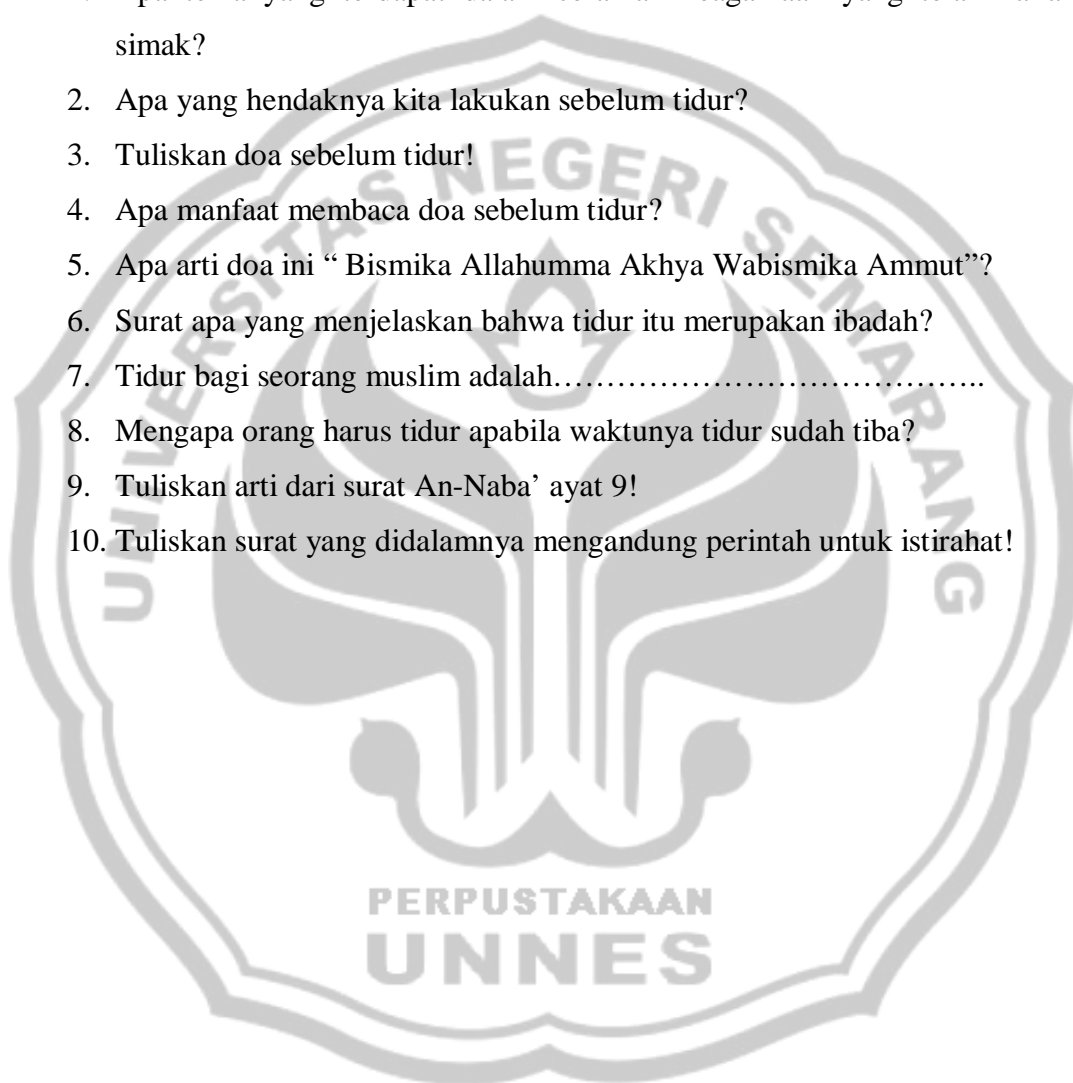 simak?
2. Apa yang hendaknya kita lakukan sebelum tidur?
3. Tuliskan doa sebelum tidur!
4. Apa manfaat membaca doa sebelum tidur?
5. Apa arti doa ini “ Bismika Allahumma Akhya Wabismika Ammut”?
6. Surat apa yang menjelaskan bahwa tidur itu merupakan ibadah?
7. Tidur bagi seorang muslim adalah…………………………………..
8. Mengapa orang harus tidur apabila waktunya tidur sudah tiba?
9. Tuliskan arti dari surat An-Naba’ ayat 9!
10. Tuliskan surat yang didalamnya mengandung perintah untuk istirahat!
UNIVERSITAS NEGERI SEMARANG
PERPUSTAKAAN
UNNES